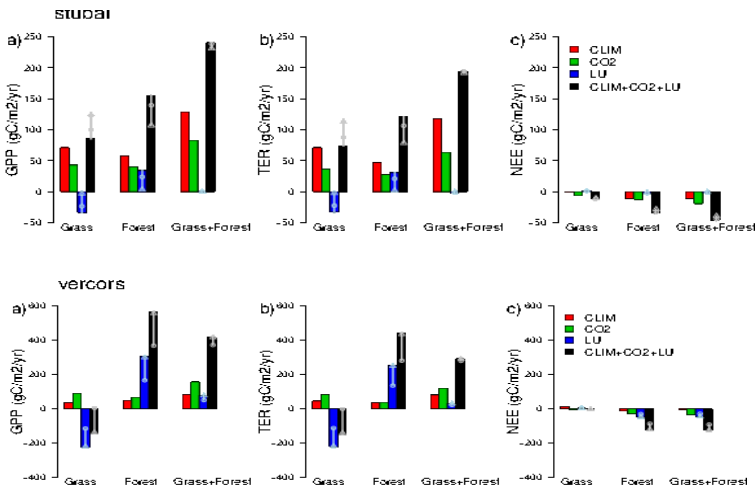 stubai
a)
b)
c)
250
200
150
100
50
0
−50
GPP (gC/m2/yr)
Grass Forest Grass+Forest
250
200
150
100
50
0
−50
TER (gC/m2/yr)
Grass Forest Grass+Forest
250
200
150
100
50
0
−50
NEE (gC/m2/yr)
CLIM
CO2
LU
CLIM+CO2+LU
Grass Forest Grass+Forest
vercors
a)
b)
c)
600
400
200
0
−200
−400
GPP (gC/m2/yr)
Grass Forest Grass+Forest
600
400
200
0
−200
−400
TER (gC/m2/yr)
Grass Forest Grass+Forest
600
400
200
0
−200
−400
NEE (gC/m2/yr)
CLIM
CO2
LU
CLIM+CO2+LU
Grass Forest Grass+Forest